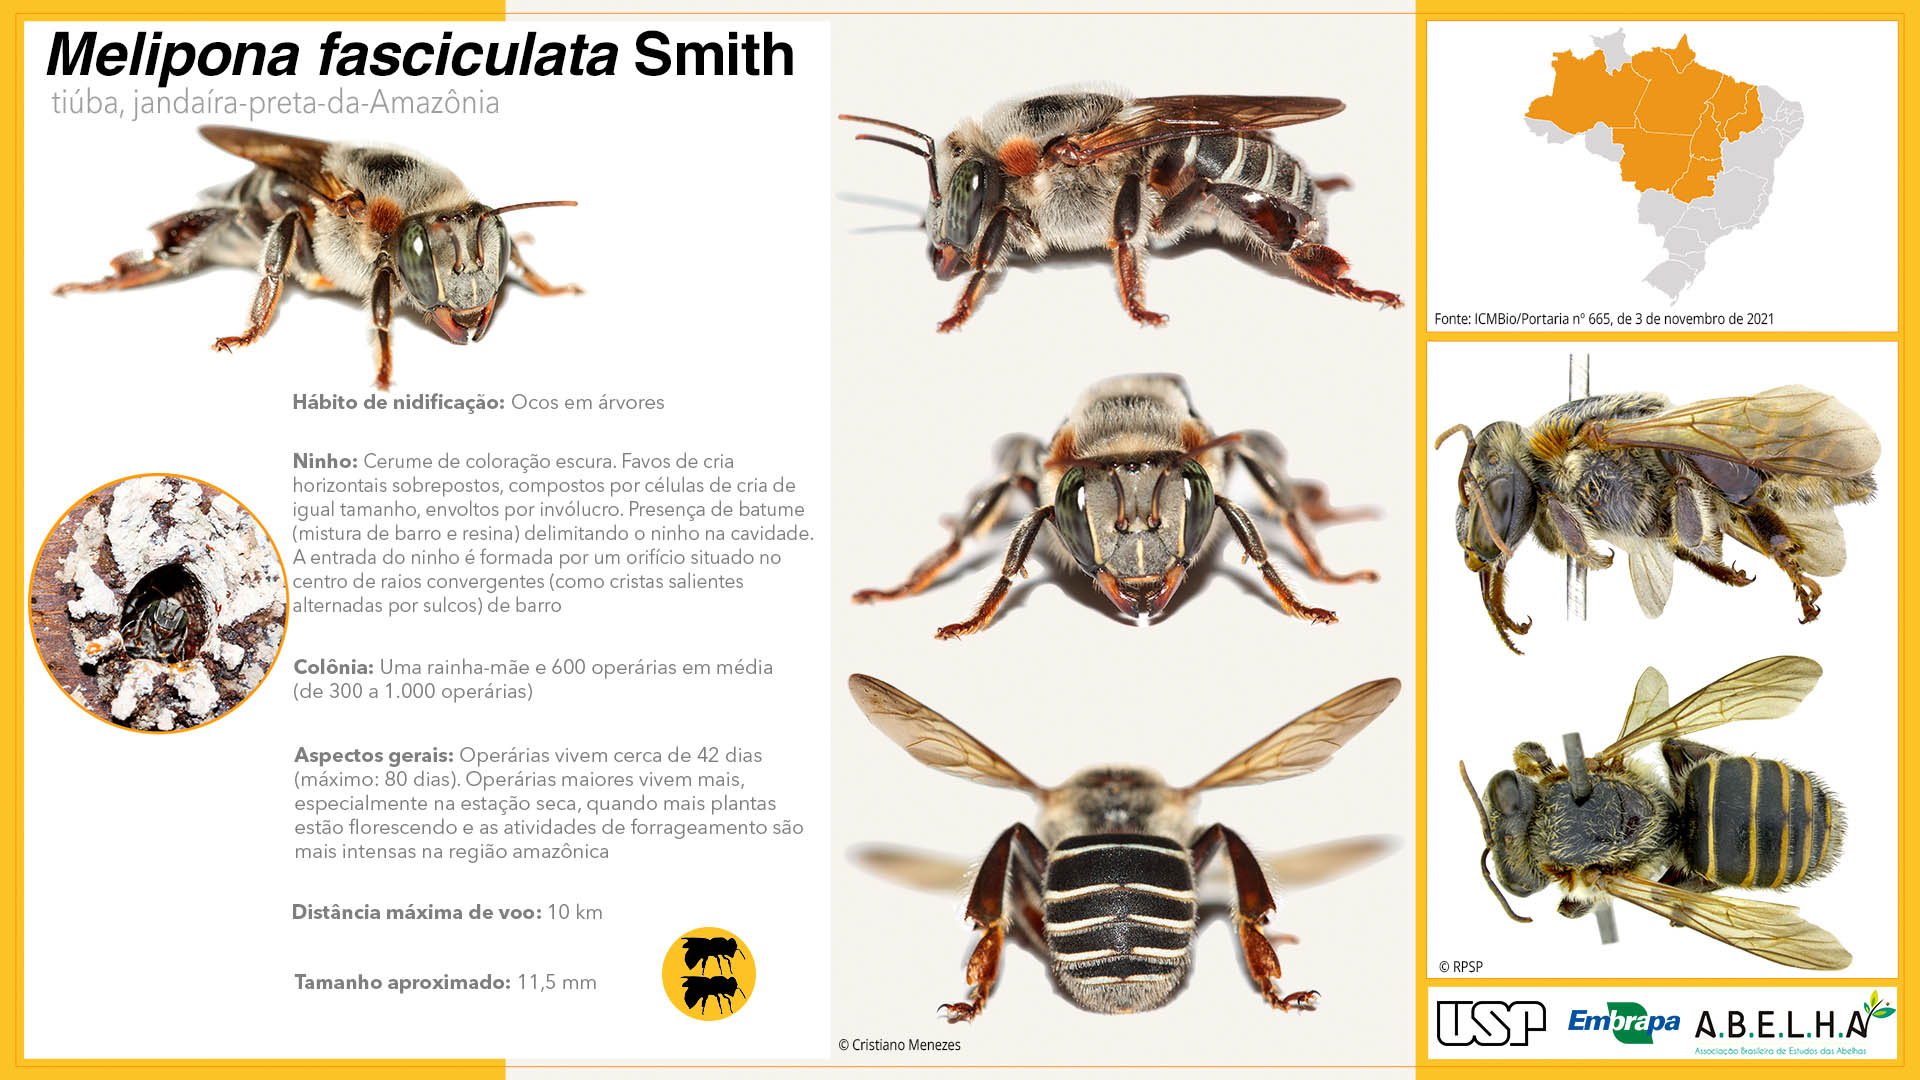 Melipona fasciculata Smith
tiúba, jandaíra-preta-da-Amazônia
Hábito de nidificação: Ocos em árvores
Ninho: Cerume de coloração escura. Favos de cria
horizontais sobrepostos, compostos por células de cria de
igual tamanho, envoltos por invólucro. Presença de batume
(mistura de barro e resina) delimitando o ninho na cavidade.
A entrada do ninho é formada por um orifício situado no
centro de raios convergentes (como cristas salientes
alternadas por sulcos) de barro
Colônia: Uma rainha-mãe e 600 operárias em média
(de 300 a 1.000 operárias)
Aspectos gerais: Operárias vivem cerca de 42 dias
(máximo: 80 dias). Operárias maiores vivem mais,
especialmente na estação seca, quando mais plantas
estão florescendo e as atividades de forrageamento são
mais intensas na região amazônica
Distância máxima de voo: 10 km
Tamanho aproximado: 11,5 mm
© Cristiano Menezes
Fonte: ICMBio/Portaria nº 665, de 3 de novembro de 2021
© RPSP
USP
Embrapa
A.B.E.L.H.A
Associação Brasileira de Estudos das Abelhas